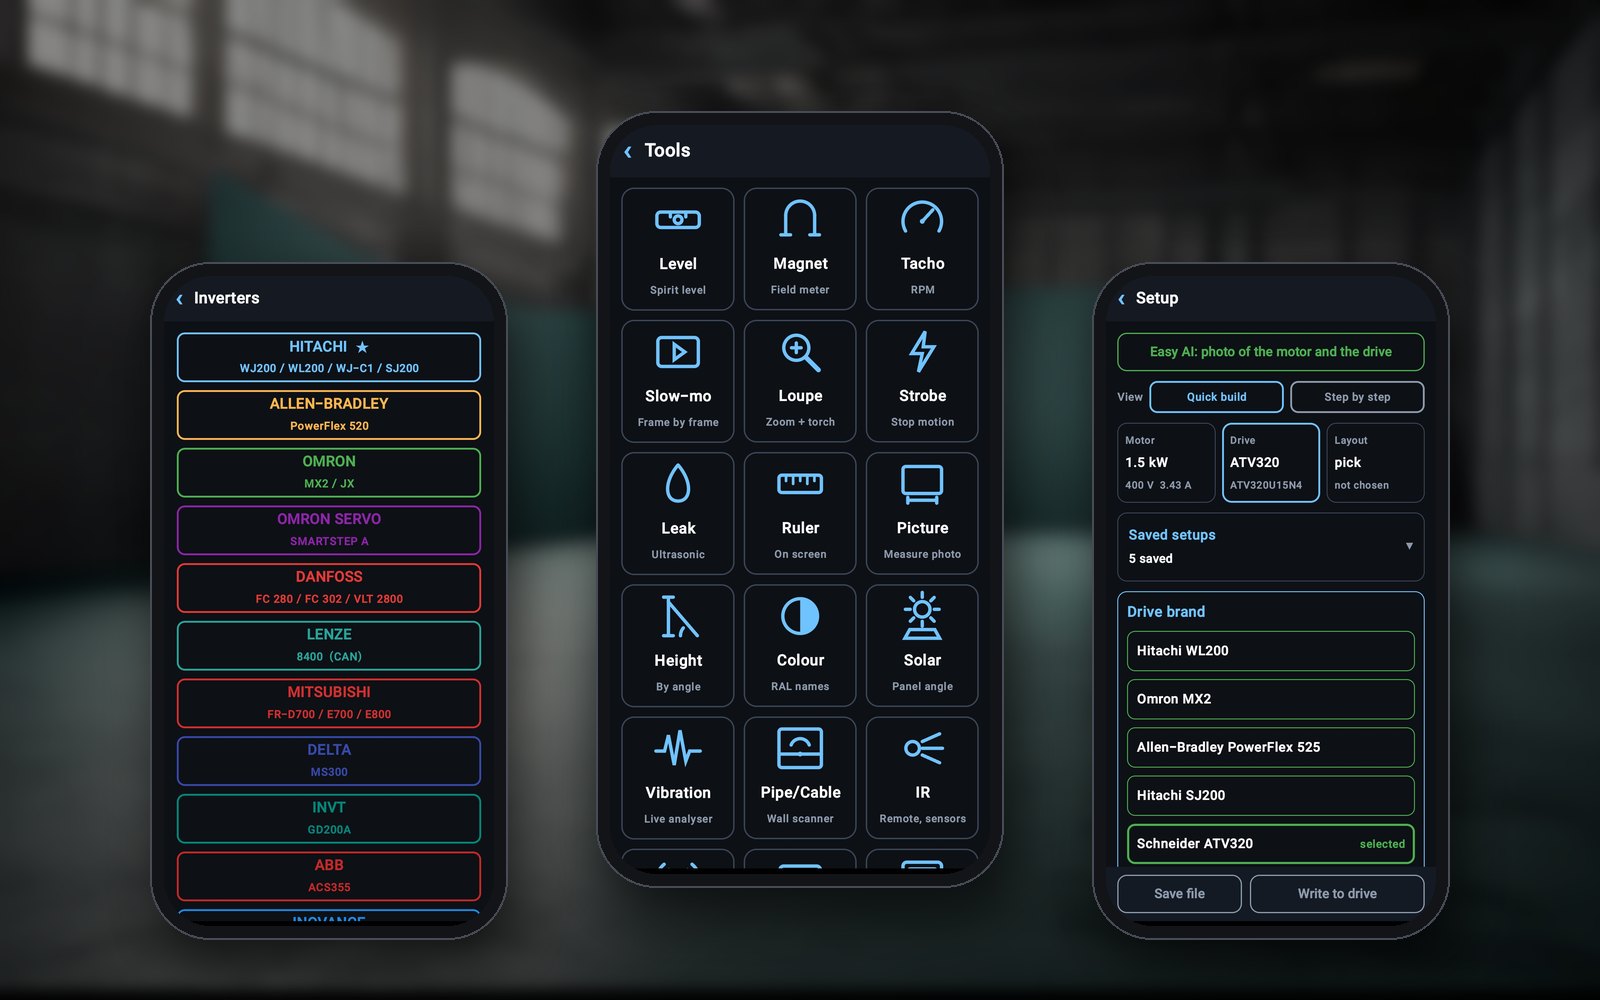 Inverters
HITACHI ★
WJ200 / WL200 / WJ-C1 / SJ200
ALLEN-BRADLEY
PowerFlex 520
OMRON
MX2 / JX
OMRON SERVO
SMARTSTEP A
DANFOSS
FC 280 / FC 302 / VLT 2800
LENZE
8400 (CAN)
MITSUBISHI
FR-D700 / E700 / E800
DELTA
MS300
INVT
GD200A
ABB
ACS355
INOVANCE
Tools
Level
Spirit level
Magnet
Field meter
Tacho
RPM
Slow-mo
Frame by frame
Loupe
Zoom + torch
Strobe
Stop motion
Leak
Ultrasonic
Ruler
On screen
Picture
Measure photo
Height
By angle
Colour
RAL names
Solar
Panel angle
Vibration
Live analyser
Pipe/Cable
Wall scanner
IR
Remote, sensors
Setup
Easy AI: photo of the motor and the drive
View
Quick build
Step by step
Motor
1.5 kW
400 V 3.43 A
Drive
ATV320
ATV320U15N4
Layout
pick
not chosen
Saved setups
5 saved
Drive brand
Hitachi WL200
Omron MX2
Allen-Bradley PowerFlex 525
Hitachi SJ200
Schneider ATV320 selected
Save file
Write to drive